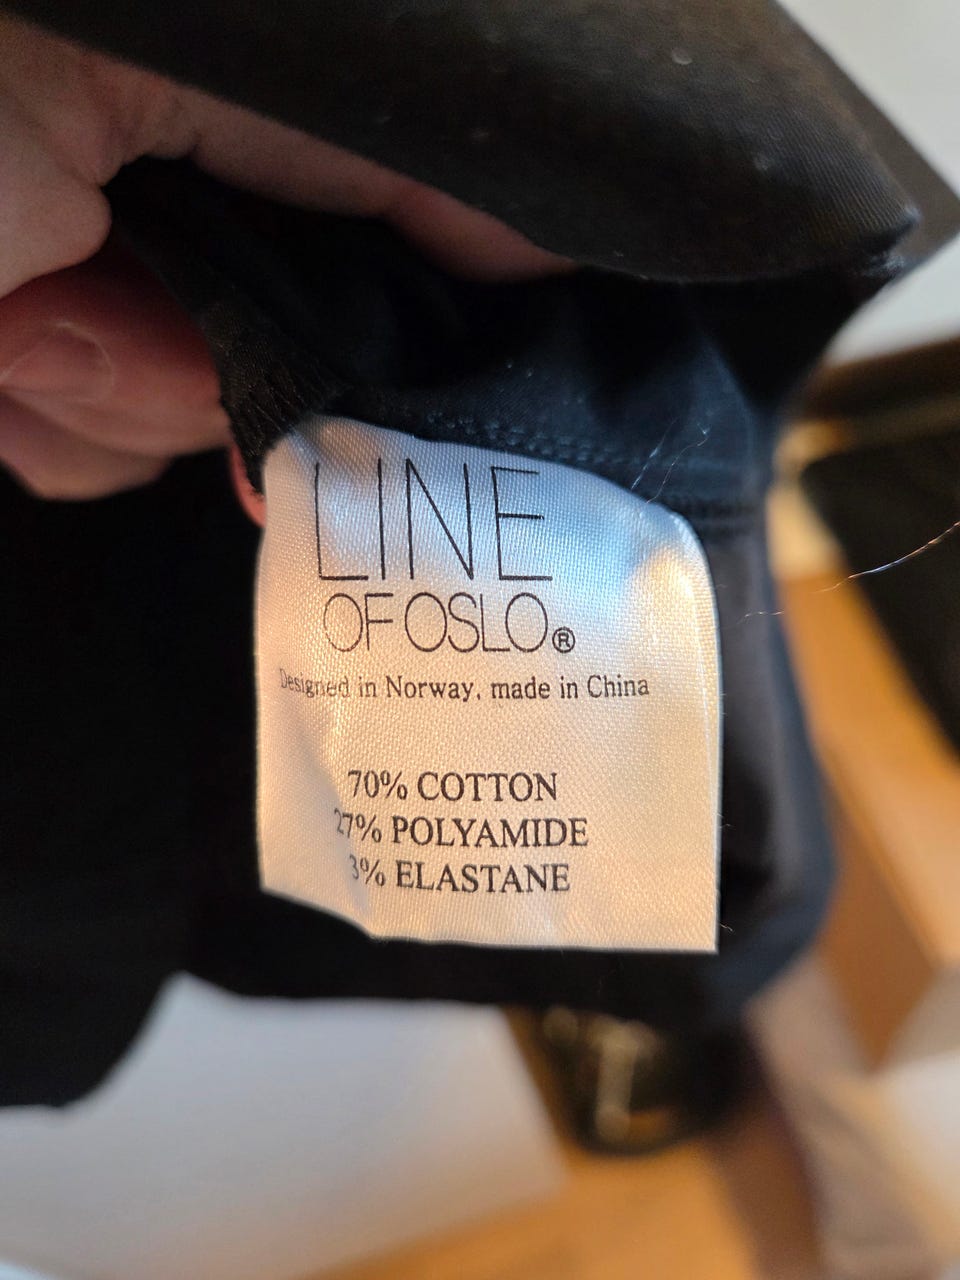 LINE
OF OSLO®
Designed in Norway, made in China
70% COTTON
27% POLYAMIDE
3% ELASTANE